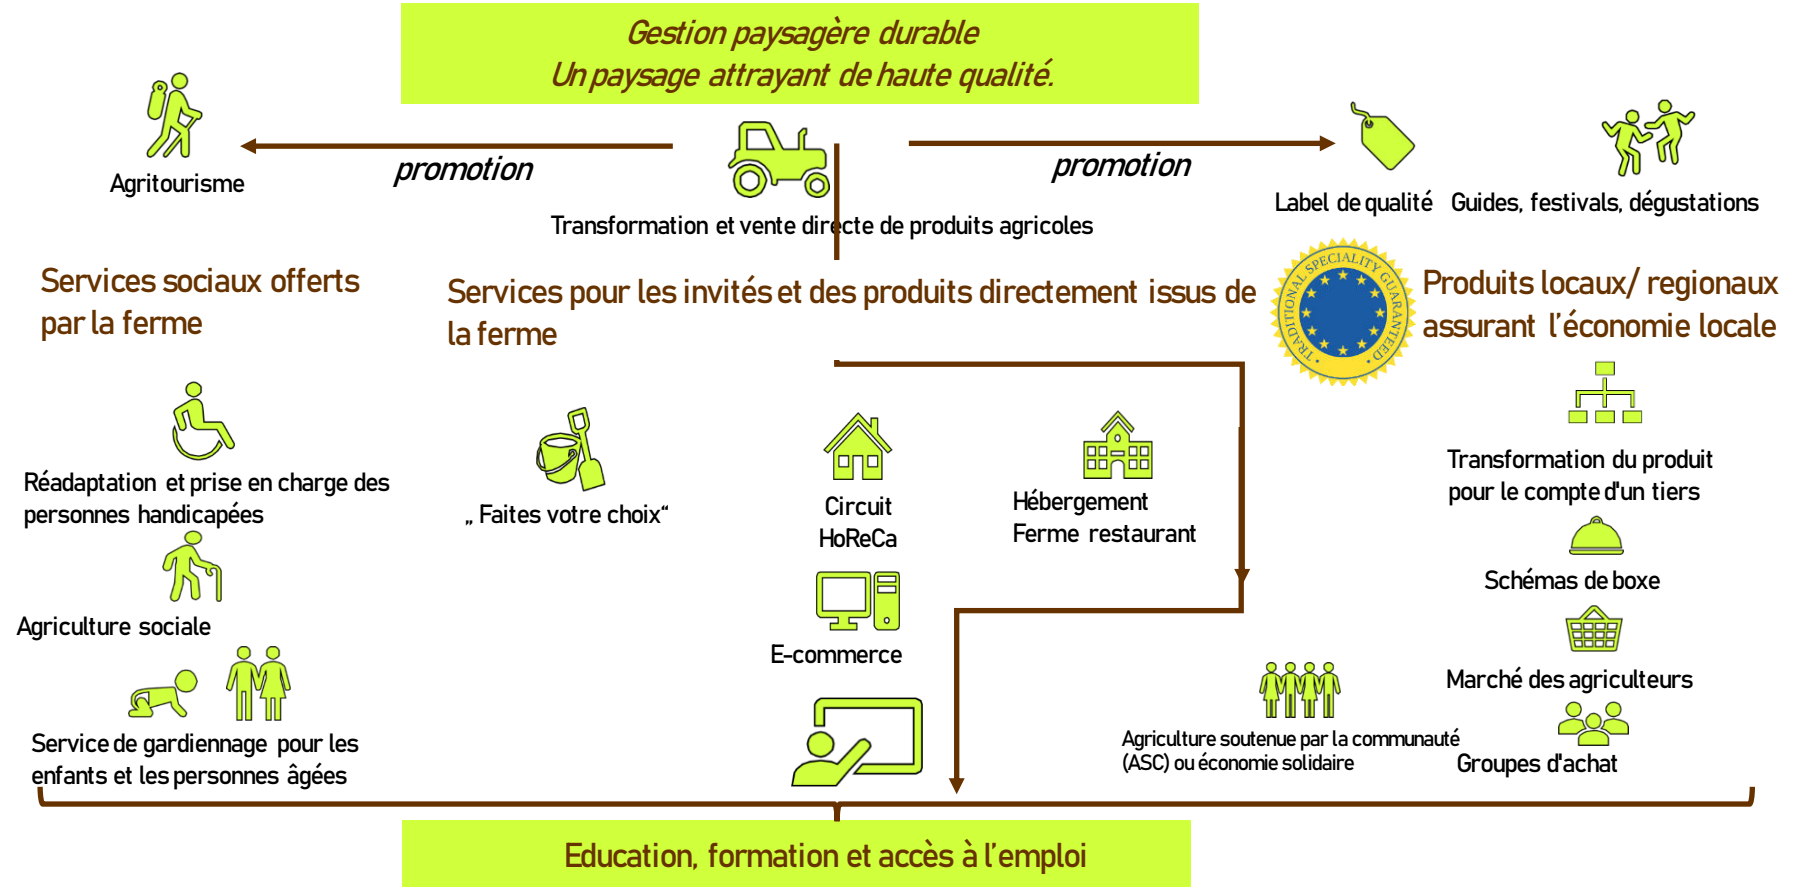 Gestion paysagère durable
Un paysage attrayant de haute qualité.
Agritourisme
promotion
promotion
Transformation et vente directe de produits agricoles
Label de qualité
Guides, festivals, dégustations
Services sociaux offerts
par la ferme
Services pour les invités et des produits directement issus de
la ferme
TRADITIONAL SPECIALITY GUARANTEED
Produits locaux/ regionaux
assurant l’économie locale
Réadaptation et prise en charge des
personnes handicapées
Agriculture sociale
Service de gardiennage pour les
enfants et les personnes âgées
„ Faites votre choix“
Circuit
HoReCa
E-commerce
Hébergement
Ferme restaurant
Transformation du produit
pour le compte d'un tiers
Schémas de boxe
Marché des agriculteurs
Agriculture soutenue par la communauté
(ASC) ou économie solidaire
Groupes d'achat
Education, formation et accès à l’emploi